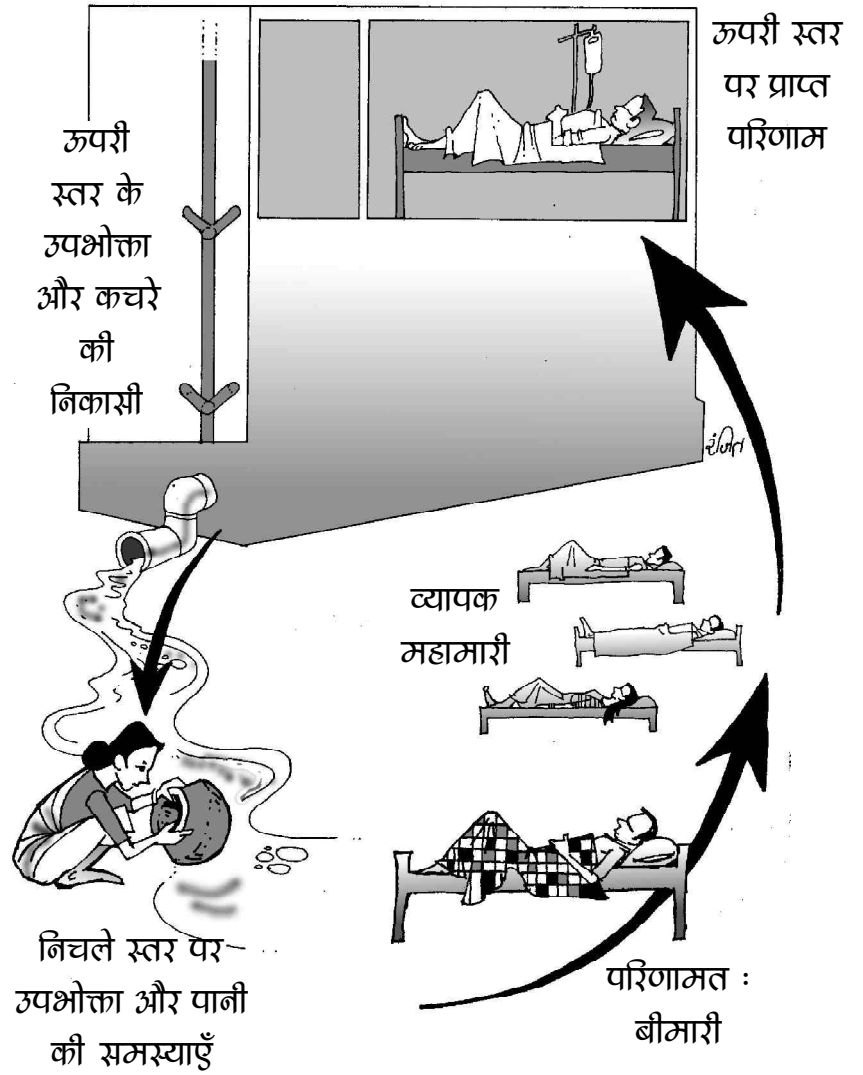 ऊपरी स्तर
पर प्राप्त
परिणाम
ऊपरी
स्तर के
उपभोक्ता
और कचरे
की
निकासी
रंजित
व्यापक
महामारी
निचले स्तर पर
उपभोक्ता और पानी
की समस्याएँ
परिणामत :
बीमारी